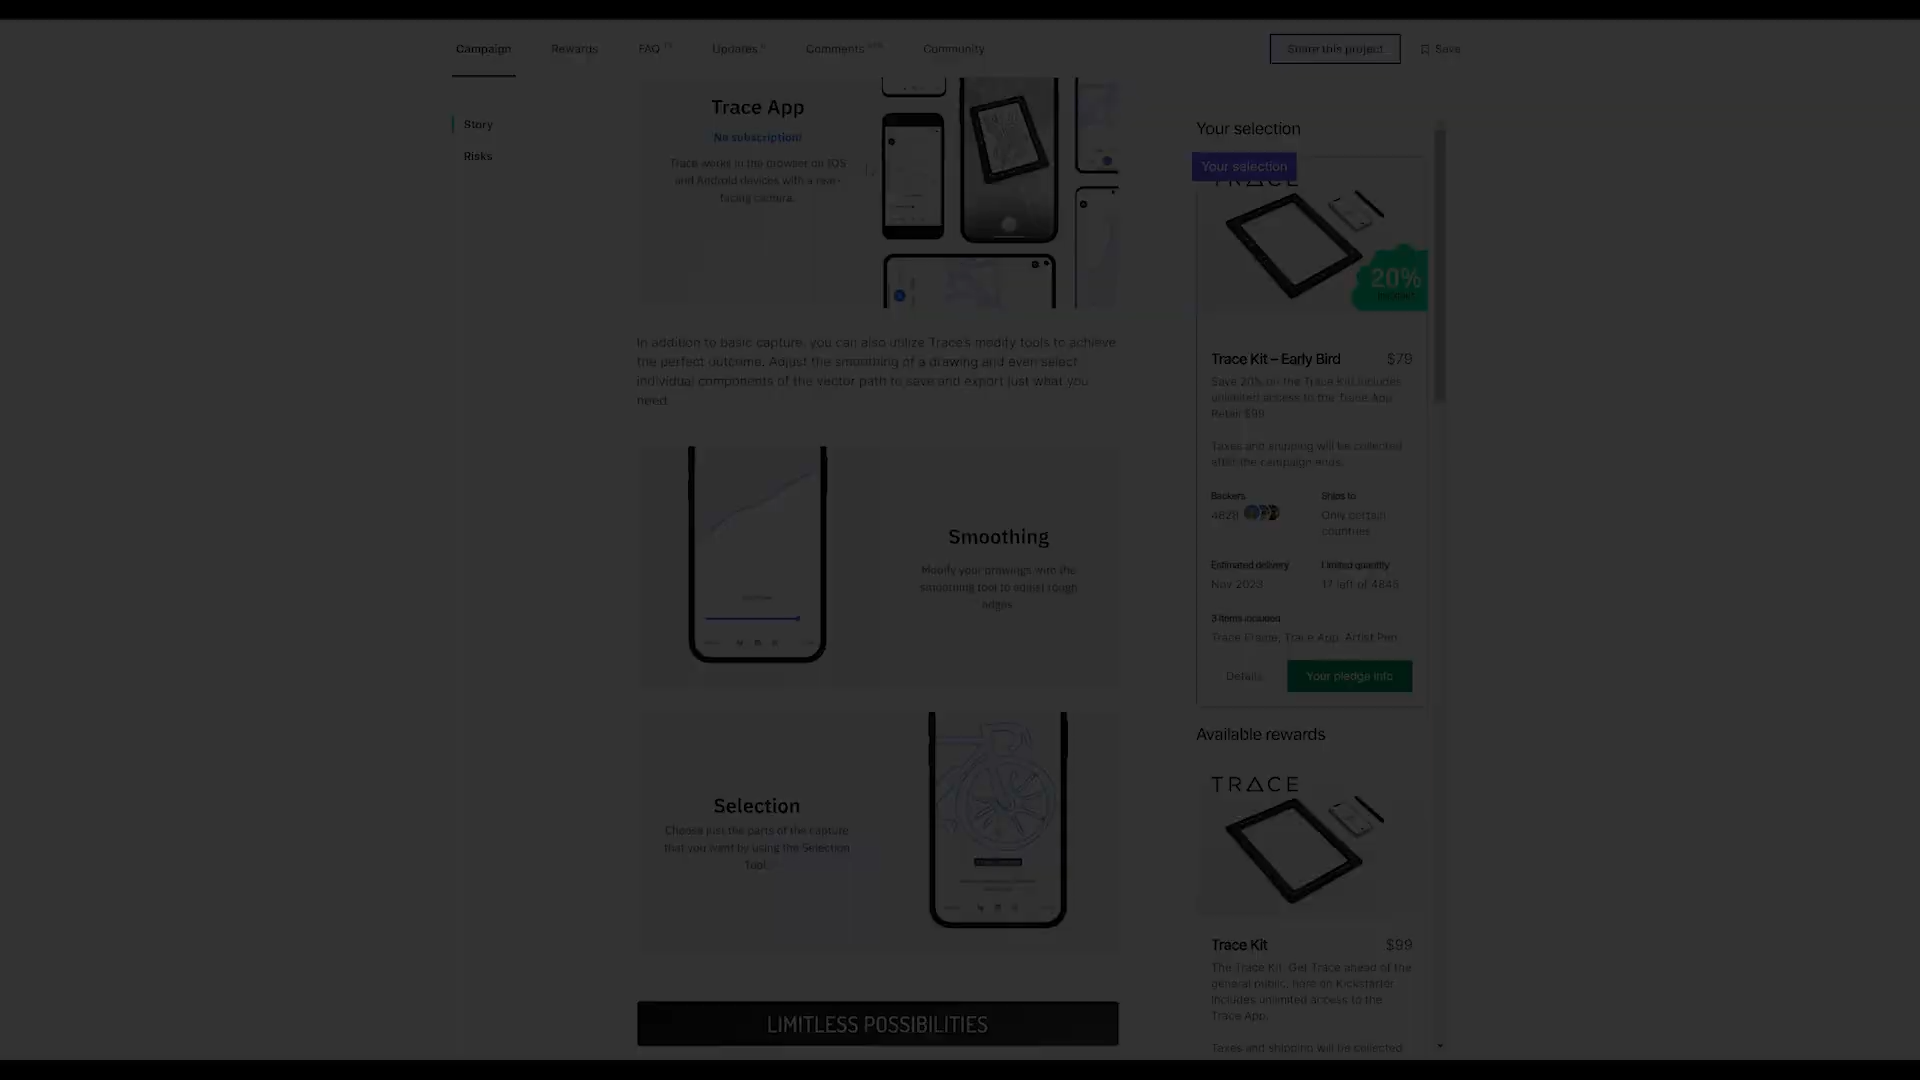 Campaign
Rewards
FAQ
Updates
Comments
Community
Share this project
Save
Story
Risks
Trace App
No subscription!
Trace works in the browser on iOS
and Android devices with a rear-
facing camera.
In addition to basic capture, you can also utilize Trace's modify tools to achieve
the perfect outcome. Adjust the smoothing of a drawing and even select
individual components of the vector path to save and export just what you
need.
Smoothing
Modify your drawings with the
smoothing tool to adjust rough
edges.
Selection
Choose just the parts of the capture
that you want by using the Selection
Tool.
LIMITLESS POSSIBILITIES
Your selection
Your selection
TRACE
20%
Trace Kit – Early Bird
$79
Save 20% on the Trace Kit! Includes
unlimited access to the Trace App.
Retail $99
Taxes and shipping will be collected
after the campaign ends.
Backers
4828
Ships to
Only certain
countries
Estimated delivery
Nov 2023
Limited quantity
17 left of 4845
3 items included
Trace Frame, Trace App, Artist Pen
Details
Your pledge info
Available rewards
TRACE
Trace Kit
$99
The Trace Kit. Get Trace ahead of the
general public, here on Kickstarter.
Includes unlimited access to the
Trace App.
Taxes and shipping will be collected